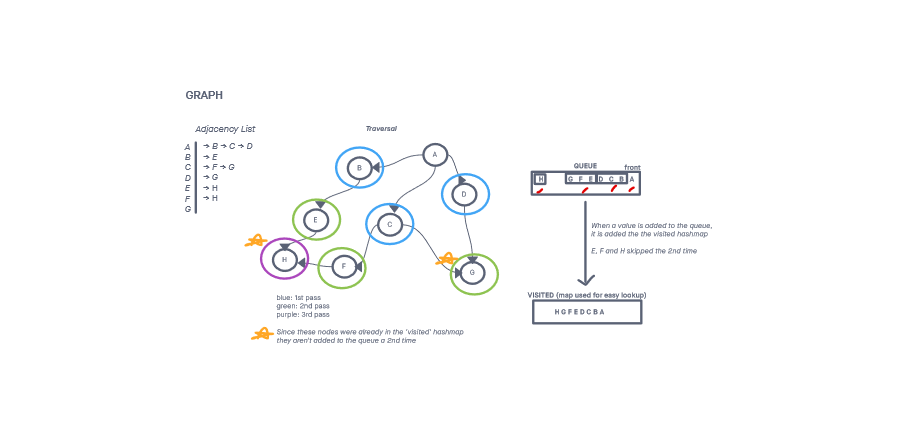 GRAPH
Adjacency List
A → B → C → D
B → E
C → F → G
D → G
E → H
F → H
G
Traversal
A
B
D
E
C
H
F
G
blue: 1st pass
green: 2nd pass
purple: 3rd pass
Since these nodes were already in the 'visited' hashmap
they aren't added to the queue a 2nd time
QUEUE
front
H G F E D C B A
When a value is added to the queue,
it is added the the visited hashmap
E, F and H skipped the 2nd time
VISITED (map used for easy lookup)
H G F E D C B A